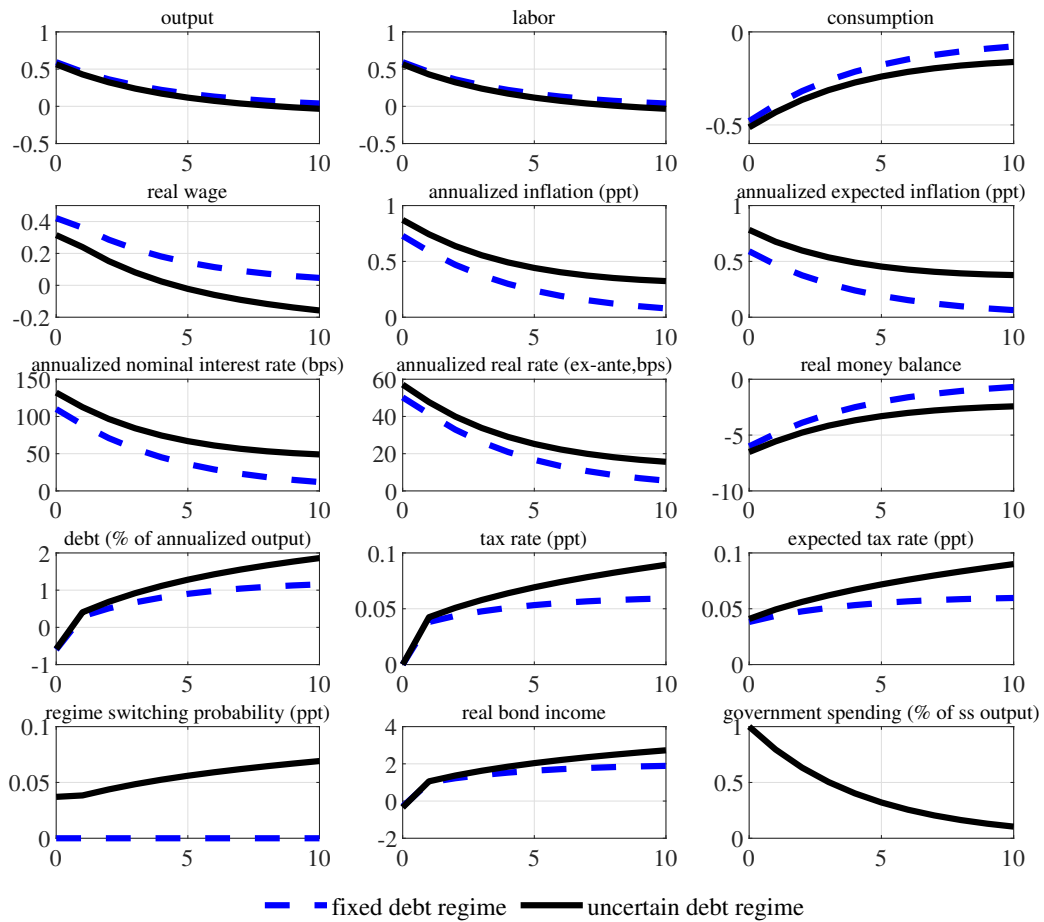 output labor consumption
1 1 0
0.5 0.5
0 0 -0.5
-0.5 -0.5
0 5 10 0 5 10 0 5 10
real wage annualized inflation (ppt) annualized expected inflation (ppt)
0.4 1 1
0.2 0.5 0.5
0
-0.2 0 0
0 5 10 0 5 10 0 5 10
annualized nominal interest rate (bps) annualized real rate (ex-ante,bps) real money balance
150 60 0
100 40 -5
50 20
0 0 -10
0 5 10 0 5 10 0 5 10
debt (% of annualized output) tax rate (ppt) expected tax rate (ppt)
2 0.1 0.1
1 0.05 0.05
0
-1 0 0
0 5 10 0 5 10 0 5 10
regime switching probability (ppt) real bond income government spending (% of ss output)
0.1 4 1
0.05 2 0.5
0
0 -2 0
0 5 10 0 5 10 0 5 10
fixed debt regime uncertain debt regime